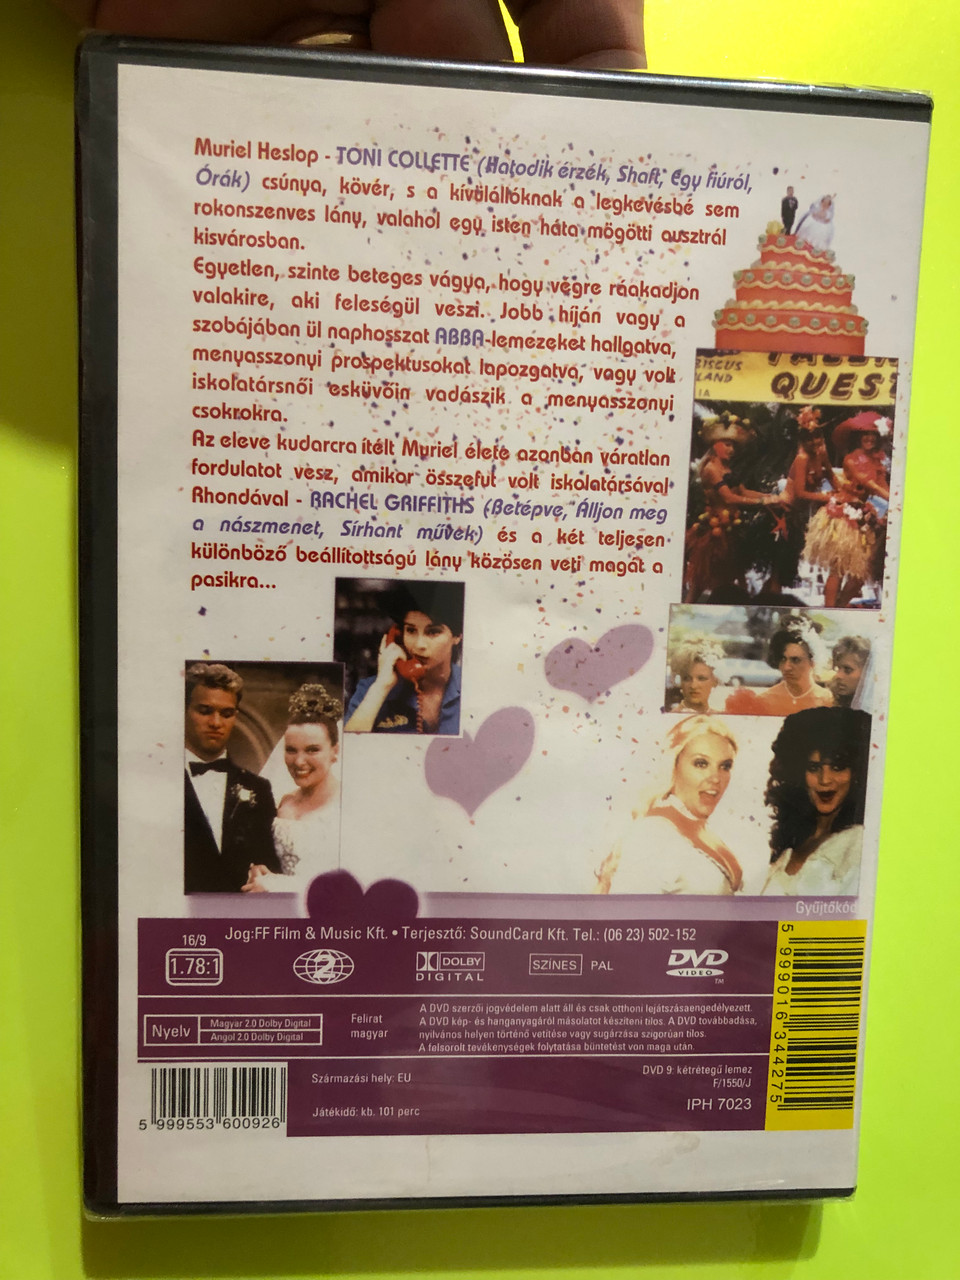 Muriel Heslop - TONI COLLETTE (Hatodik érzék, Shaft, Egy fiúról,
Órák) csúnya, kövér, s a kívülállóknak a legkevésbé sem
rokonszenves lány, valahol egy isten háta mögötti ausztrál
kisvárosban.
Egyetlen, szinte beteges vágya, hogy végre ráakadjon
valakire, aki feleségül veszi. Jobb híján vagy a
szobájában ül naphosszat ABBA-lemezeket hallgatva,
menyasszonyi prospektusokat lapozgatva, vagy volt
iskolatársnői esküvőin vadászik a menyasszonyi
csokrokra.
Az eleve kudarcra ítélt Muriel élete azonban váratlan
fordulatot vesz, amikor összefut volt iskolatársával
Rhondával - RACHEL GRIFFITHS (Betépve, Álljon meg
a nászmenet, Sírhant művek) és a két teljesen
különböző beállítottságú lány közösen veti magát a
pasikra...
QUEST
Gyűjtőkód
Jog:FF Film & Music Kft. • Terjesztő: SoundCard Kft. Tel.: (06 23) 502-152
16/9
1.78:1
2
DOLBY
DIGITAL
SZÍNES PAL
DVD
VIDEO
TM
Nyelv
Magyar 2.0 Dolby Digital
Angol 2.0 Dolby Digital
Felirat
magyar
A DVD szerzői jogvédelem alatt áll és csak otthoni lejátszásaengedélyezett.
A DVD kép- és hanganyagáról másolatot készíteni tilos. A DVD továbbadása,
nyilvános helyen történő vetítése vagy sugárzása szigorúan tilos.
A felsorolt tevékenységek folytatása büntetést von maga után.
Származási hely: EU
Játékidő: kb. 101 perc
DVD 9: kétrétegű lemez
F/1550/J
IPH 7023
5 999553 600926
5 999016 344275